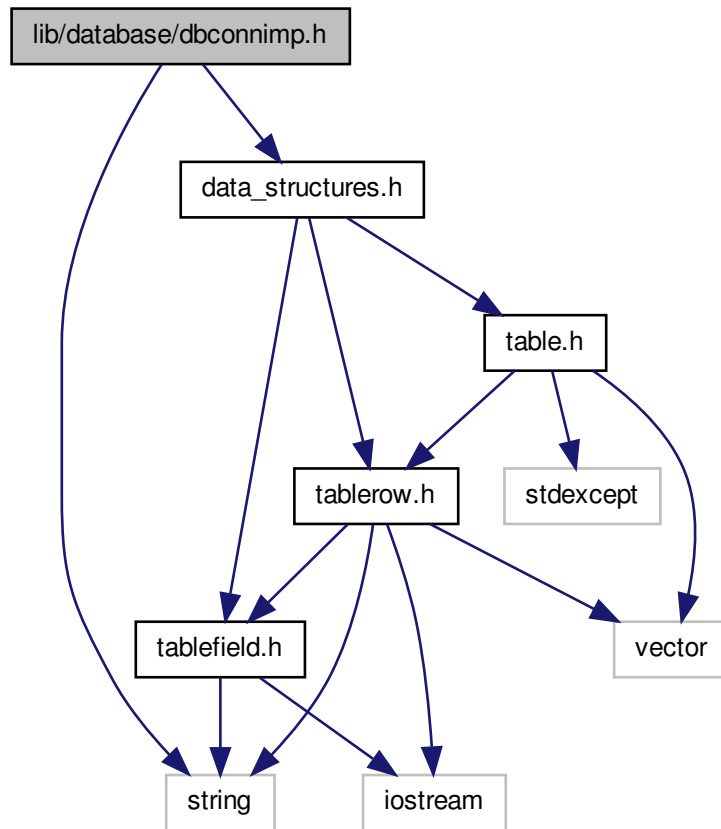 lib/database/dbconnimp.h
data_structures.h
table.h
tablerow.h
stdexcept
tablefield.h
vector
string
iostream